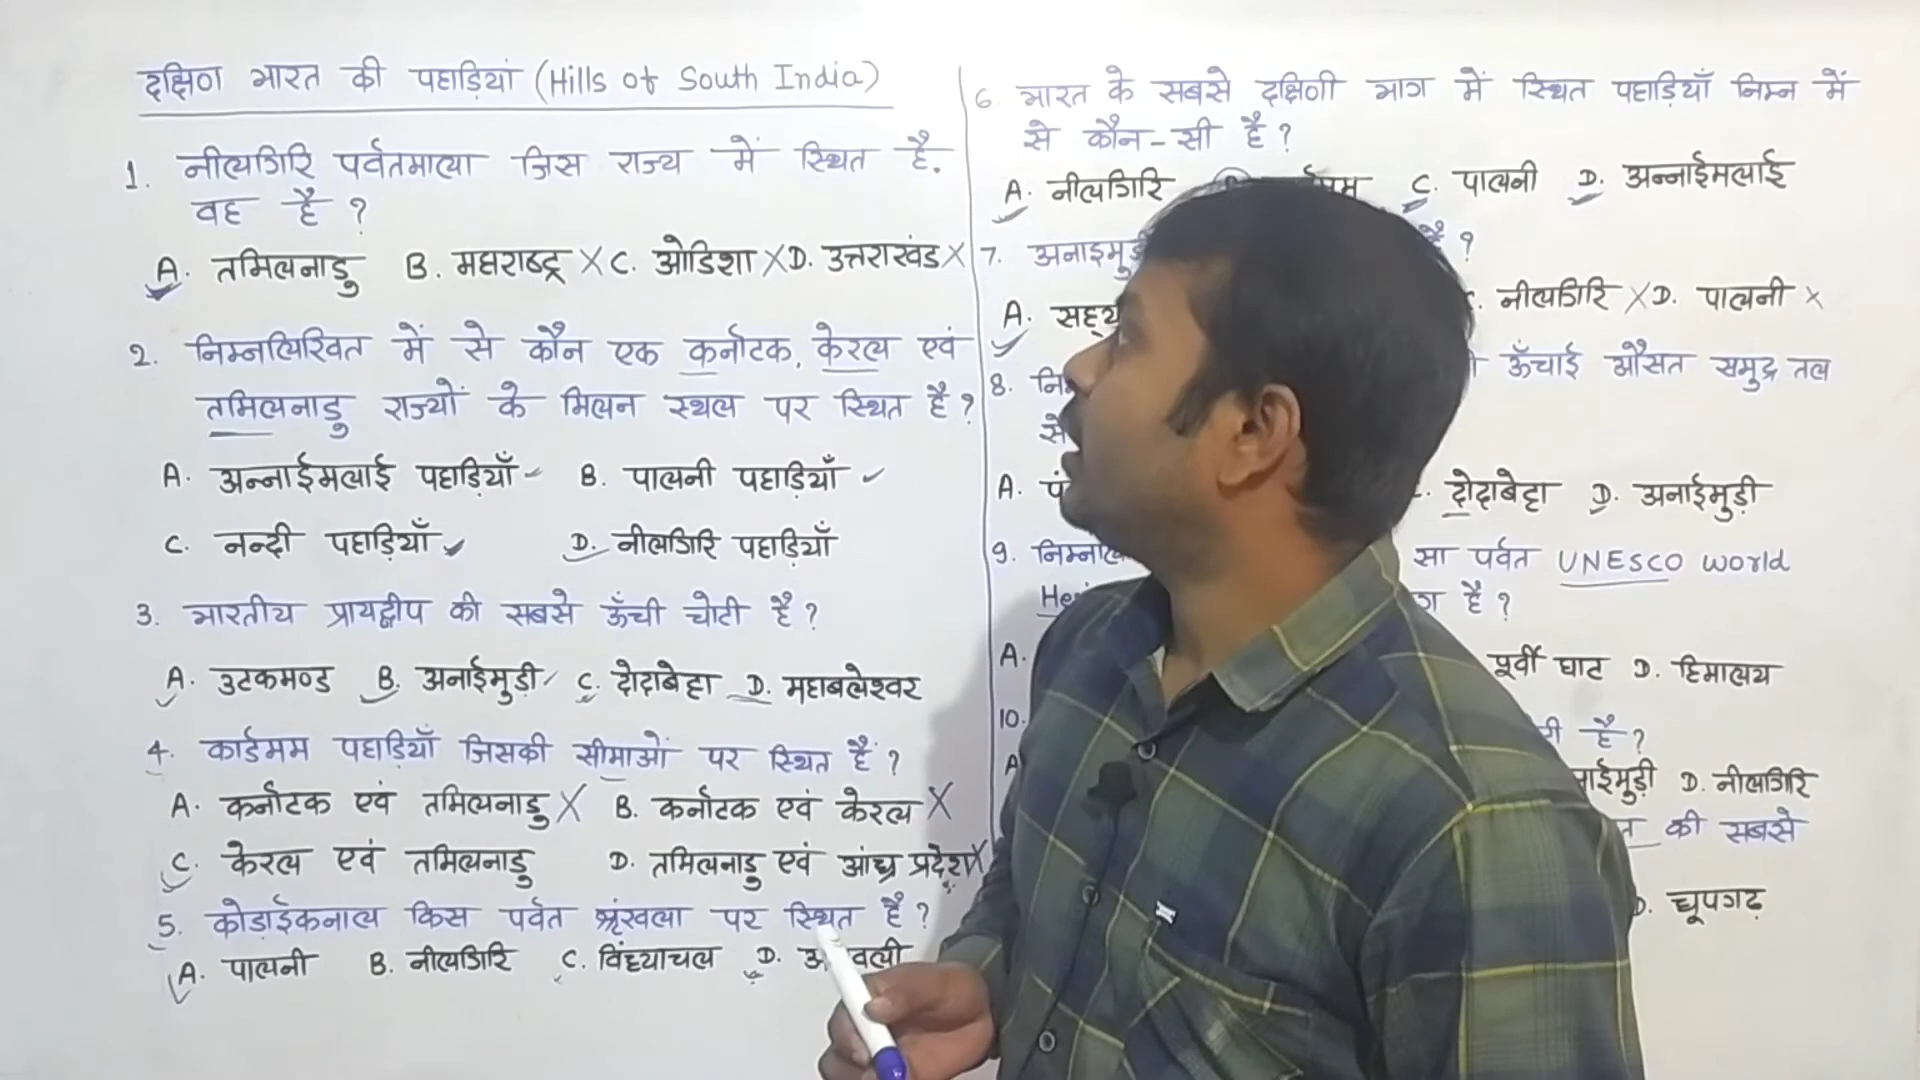 दक्षिण भारत की पहाड़ियां (Hills of South India)
1. नीलगिरि पर्वतमाला जिस राज्य में स्थित है.
वह है ?
A. तमिलनाडु B. महाराष्ट्र X C. ओडिशा X D. उत्तराखंड X
2. निम्नलिखित में से कौन एक कर्नाटक, केरल एवं
तमिलनाडु राज्यों के मिलन स्थल पर स्थित है ?
A. अन्नाईमलाई पहाड़ियाँ B. पालनी पहाड़ियाँ
C. नन्दी पहाड़ियाँ D. नीलगिरि पहाड़ियाँ
3. भारतीय प्रायद्वीप की सबसे ऊँची चोटी है ?
A. उटकमण्ड B. अनाईमुड़ी C. दोदाबेट्टा D. महाबलेश्वर
4. कार्डमम पहाड़ियाँ जिसकी सीमाओं पर स्थित हैं ?
A. कर्नाटक एवं तमिलनाडु X B. कर्नाटक एवं केरल X
C. केरल एवं तमिलनाडु D. तमिलनाडु एवं आंध्र प्रदेश X
5. कोड़ाईकनाल किस पर्वत श्रृंखला पर स्थित है ?
A. पालनी B. नीलगिरि C. विंध्याचल D.
6. भारत के सबसे दक्षिणी भाग में स्थित पहाड़ियाँ निम्न में
से कौन-सी है ?
A. नीलगिरि C. पालनी D. अन्नाईमलाई
7. है ?
A. नीलगिरि X D. पालनी X
8. ऊँचाई औसत समुद्र तल
से
A. दोदाबेट्टा D. अनाईमुड़ी
9. सा पर्वत UNESCO World
है ?
A. पूर्वी घाट D. हिमालय
10. है ?
A D. नीलगिरि
की सबसे
D. धूपगढ़